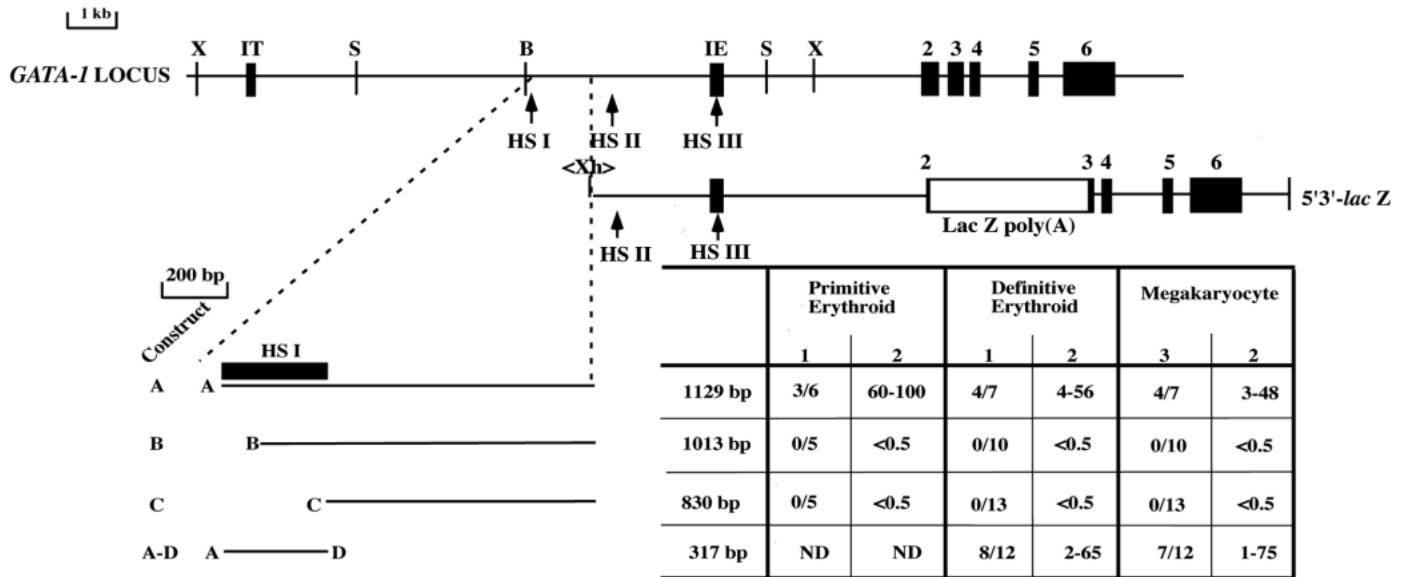 1 kb
X IT S B IE S X 2 3 4 5 6
GATA-1 LOCUS
HS I HS II HS III
<Xh>
2 3 4 5 6
5'3'-lac Z
Lac Z poly(A)
HS II HS III
200 bp
Construct
HS I
Primitive Erythroid Definitive Erythroid Megakaryocyte
1 2 1 2 3 2
A A 1129 bp 3/6 60-100 4/7 4-56 4/7 3-48
B B 1013 bp 0/5 <0.5 0/10 <0.5 0/10 <0.5
C C 830 bp 0/5 <0.5 0/13 <0.5 0/13 <0.5
A-D A D 317 bp ND ND 8/12 2-65 7/12 1-75